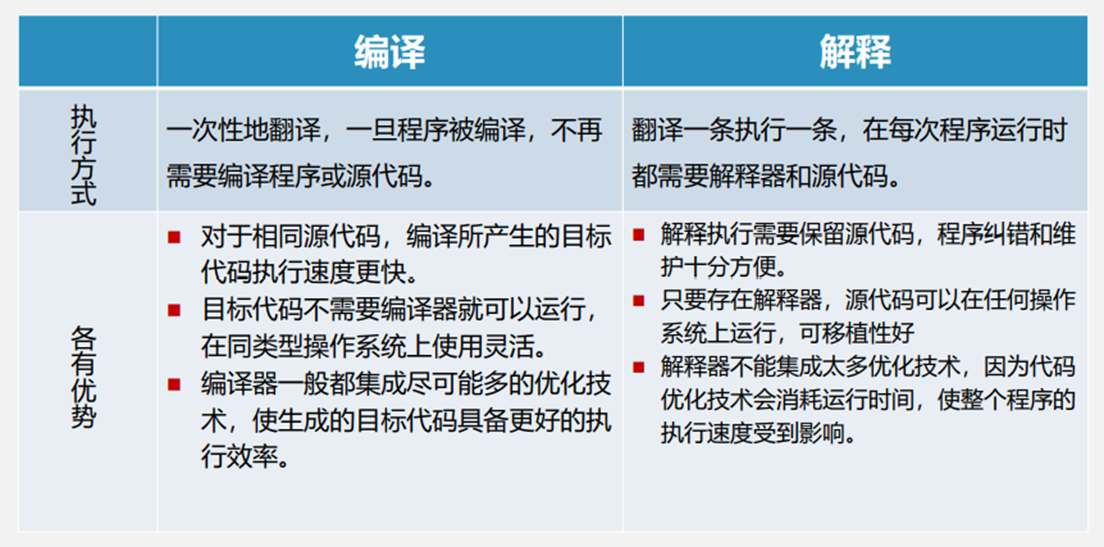 编译
解释
执行方式
一次性地翻译，一旦程序被编译，不再
需要编译程序或源代码。
翻译一条执行一条，在每次程序运行时
都需要解释器和源代码。
各有优势
■ 对于相同源代码，编译所产生的目标
代码执行速度更快。
■ 目标代码不需要编译器就可以运行，
在同类型操作系统上使用灵活。
■ 编译器一般都集成尽可能多的优化技
术，使生成的目标代码具备更好的执
行效率。
■ 解释执行需要保留源代码，程序纠错和维
护十分方便。
■ 只要存在解释器，源代码可以在任何操作
系统上运行，可移植性好
■ 解释器不能集成太多优化技术，因为代码
优化技术会消耗运行时间，使整个程序的
执行速度受到影响。